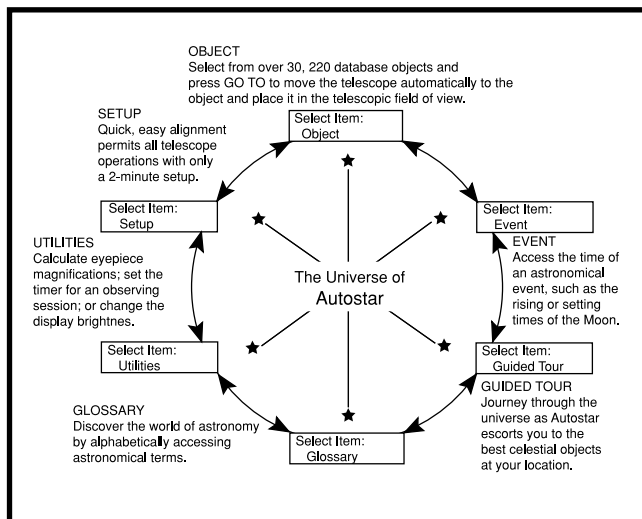 OBJECT
Select from over 30, 220 database objects and
press GO TO to move the telescope automatically to the
object and place it in the telescopic field of view.
SETUP
Quick, easy alignment
permits all telescope
operations with only
a 2-minute setup.
Select Item:
Object
Select Item:
Setup
Select Item:
Event
UTILITIES
Calculate eyepiece
magnifications; set the
timer for an observing
session; or change the
display brightnes.
The Universe of
Autostar
EVENT
Access the time of
an astronomical
event, such as the
rising or setting
times of the Moon.
Select Item:
Utilities
Select Item:
Guided Tour
GLOSSARY
Discover the world of astronomy
by alphabetically accessing
astronomical terms.
Select Item:
Glossary
GUIDED TOUR
Journey through the
universe as Autostar
escorts you to the
best celestial objects
at your location.